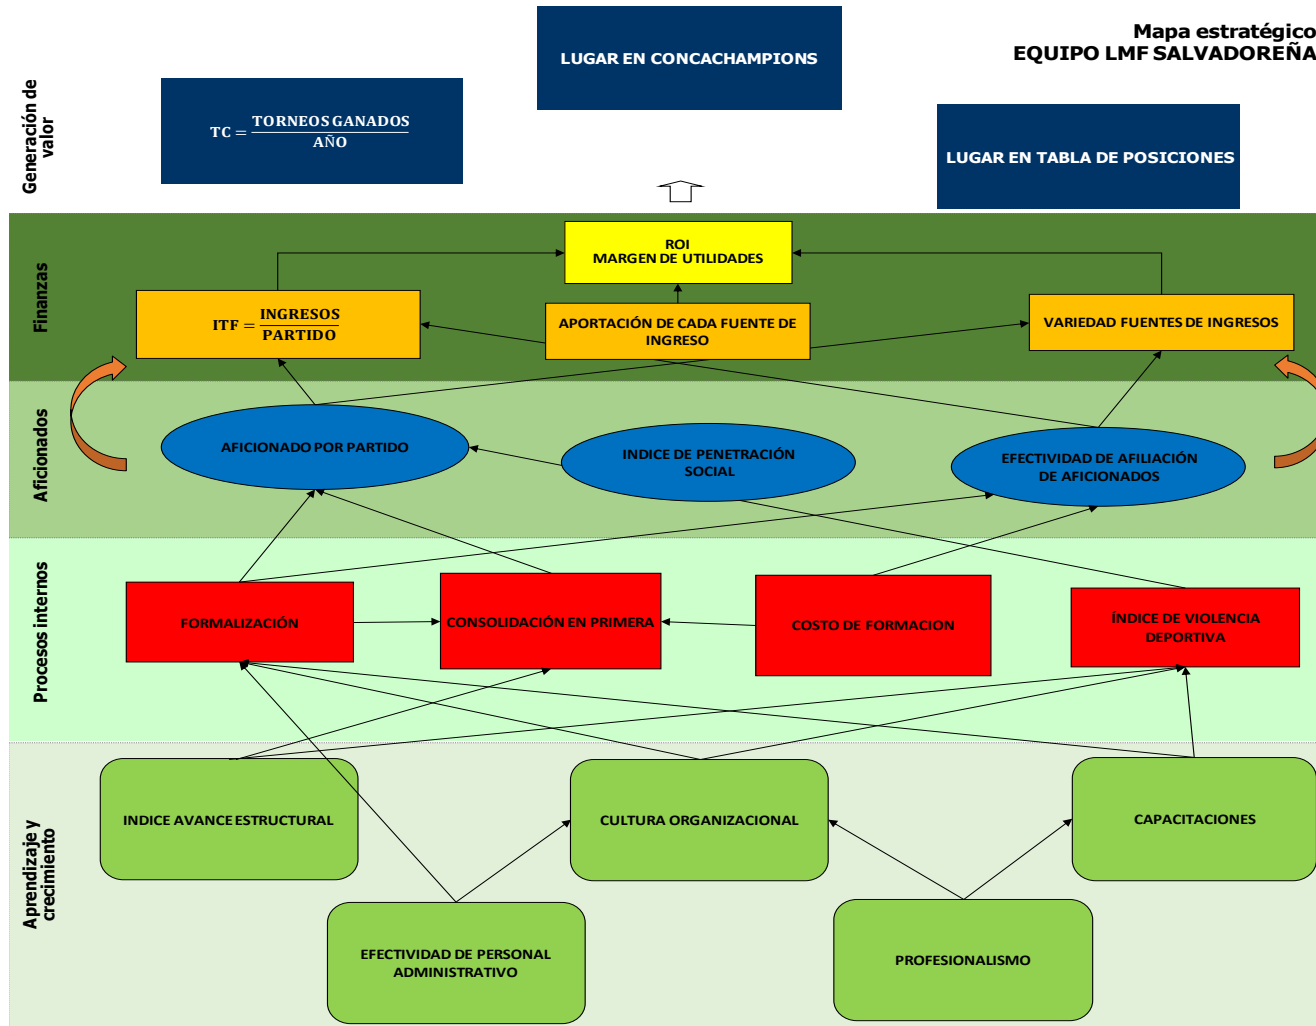 Mapa estratégico
EQUIPO LMF SALVADOREÑA
Generación de
valor
LUGAR EN CONCACHAMPIONS
TC = TORNEOS GANADOS
AÑO
LUGAR EN TABLA DE POSICIONES
Finanzas
ROI
MARGEN DE UTILIDADES
ITF = INGRESOS
PARTIDO
APORTACIÓN DE CADA FUENTE DE
INGRESO
VARIEDAD FUENTES DE INGRESOS
Aficionados
AFICIONADO POR PARTIDO
INDICE DE PENETRACIÓN
SOCIAL
EFECTIVIDAD DE AFILIACIÓN
DE AFICIONADOS
Procesos internos
FORMALIZACIÓN
CONSOLIDACIÓN EN PRIMERA
COSTO DE FORMACION
ÍNDICE DE VIOLENCIA
DEPORTIVA
Aprendizaje y
crecimiento
INDICE AVANCE ESTRUCTURAL
CULTURA ORGANIZACIONAL
CAPACITACIONES
EFECTIVIDAD DE PERSONAL
ADMINISTRATIVO
PROFESIONALISMO